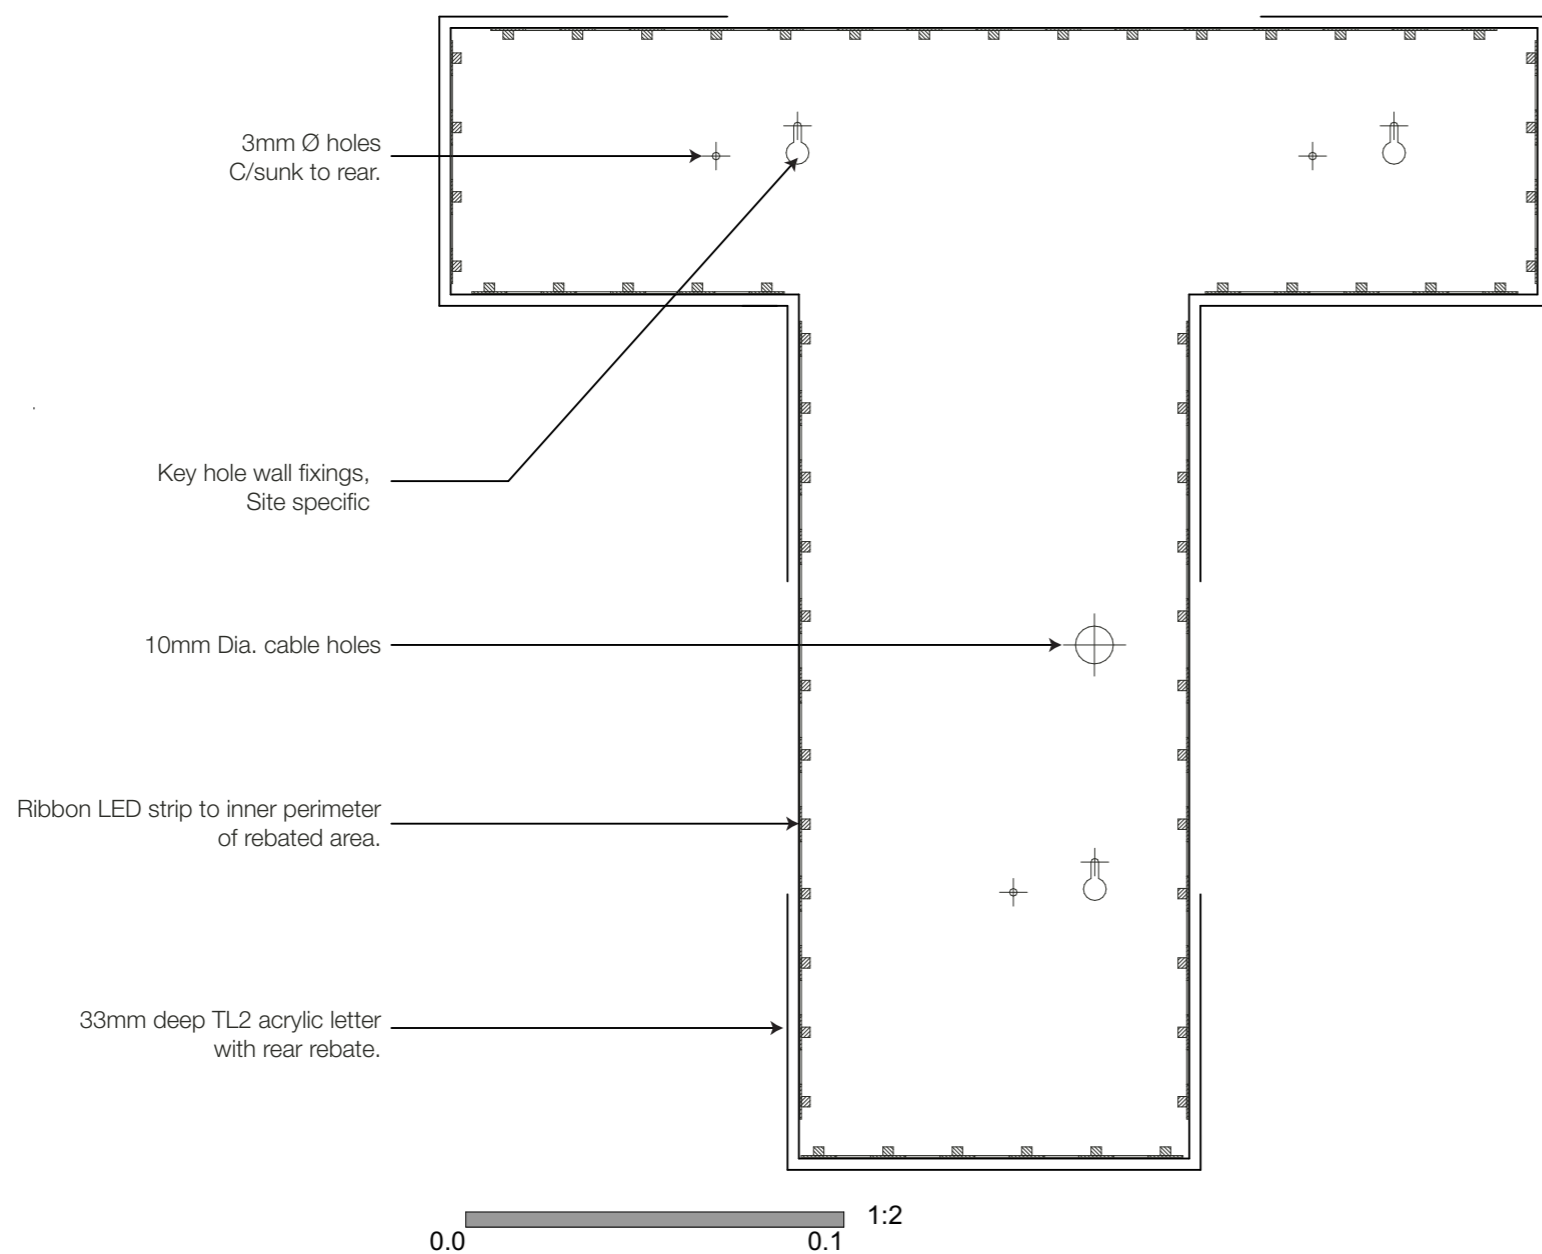 3mm Ø holes
C/sunk to rear.
Key hole wall fixings,
Site specific
10mm Dia. cable holes
Ribbon LED strip to inner perimeter
of rebated area.
33mm deep TL2 acrylic letter
with rear rebate.
1:2
0.0 0.1